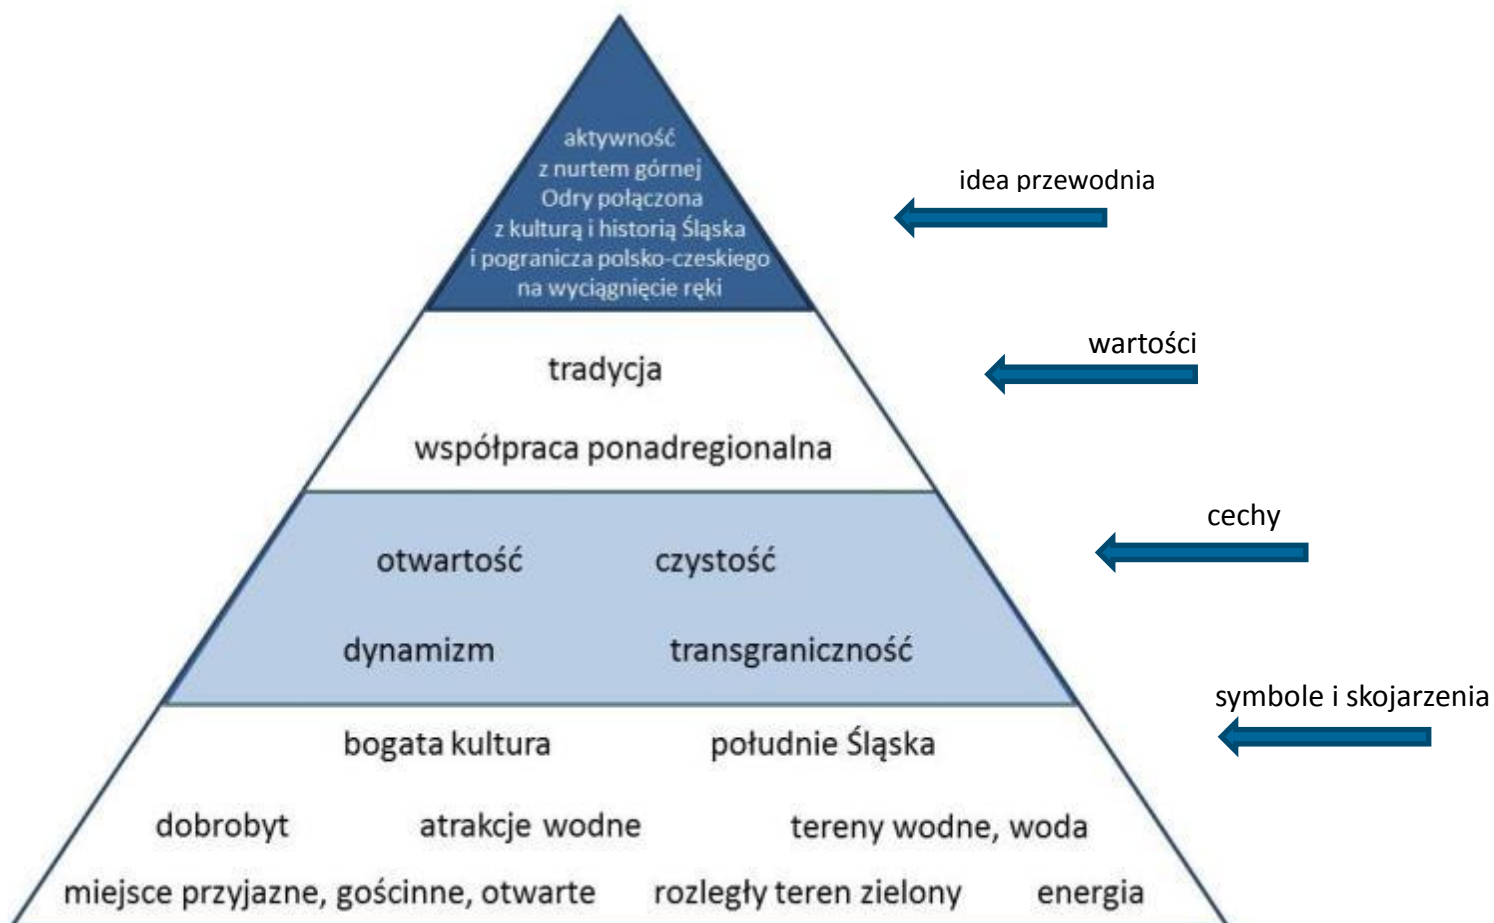 aktywność
z nurtem górnej
Odry połączona
z kulturą i historią Śląska
i pogranicza polsko-czeskiego
na wyciągnięcie ręki
idea przewodnia
tradycja
współpraca ponadregionalna
wartości
otwartość czystość
dynamizm transgraniczność
cechy
bogata kultura południe Śląska
dobrobyt atrakcje wodne tereny wodne, woda
miejsce przyjazne, gościnne, otwarte rozległy teren zielony energia
symbole i skojarzenia